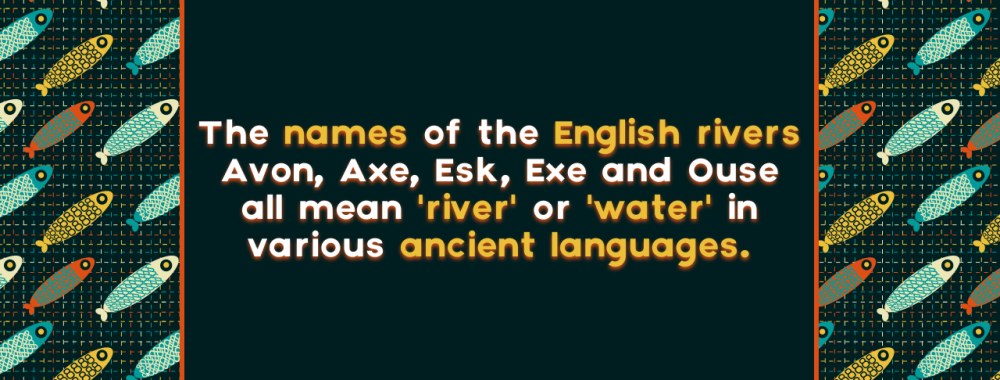 The names of the English rivers
Avon, Axe, Esk, Exe and Ouse
all mean 'river' or 'water' in
various ancient languages.